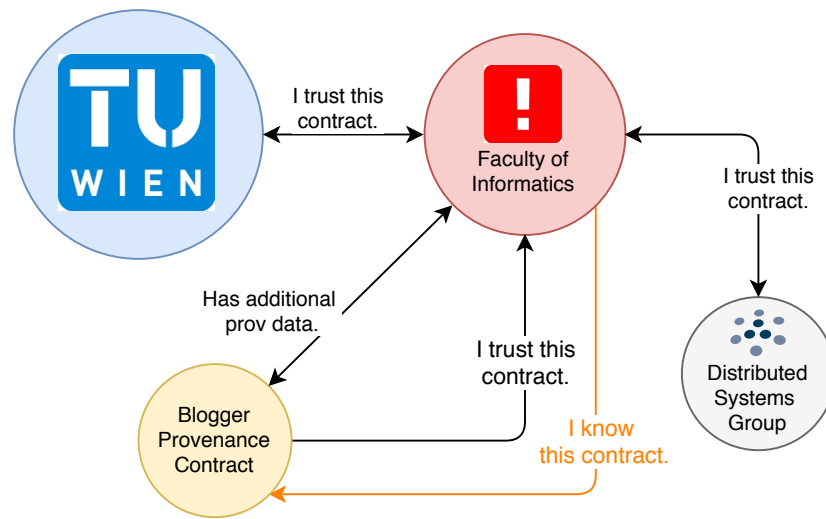 TU
WIEN
I trust this
contract.
!
Faculty of
Informatics
I trust this
contract.
Has additional
prov data.
I trust this
contract.
Distributed
Systems
Group
Blogger
Provenance
Contract
I know
this contract.